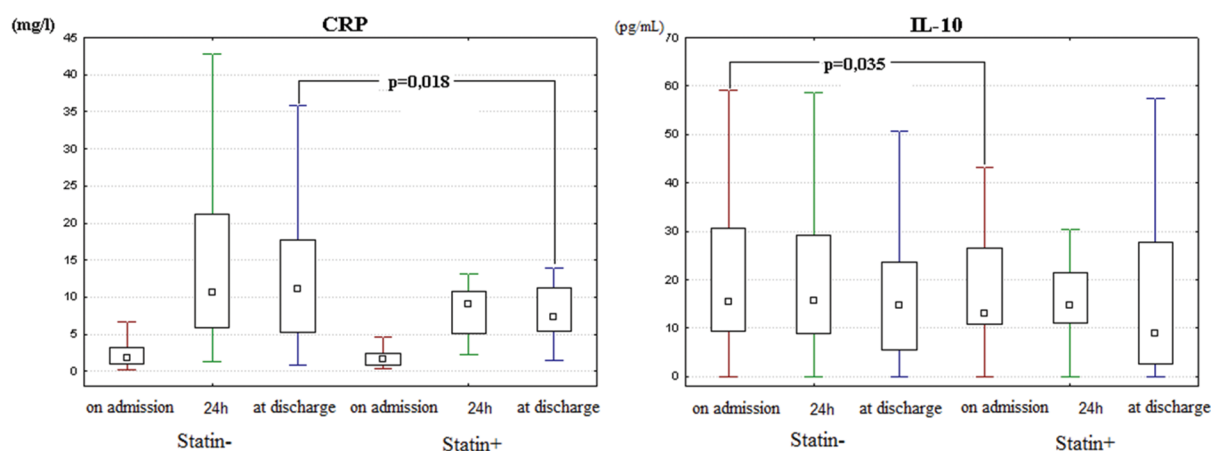 (mg/l)
CRP
45
40
35
30
25
20
15
10
5
0
p=0,018
on admission 24h at discharge on admission 24h at discharge
Statin- Statin+
(pg/mL)
IL-10
70
60
50
40
30
20
10
0
p=0,035
on admission 24h at discharge on admission 24h at discharge
Statin- Statin+